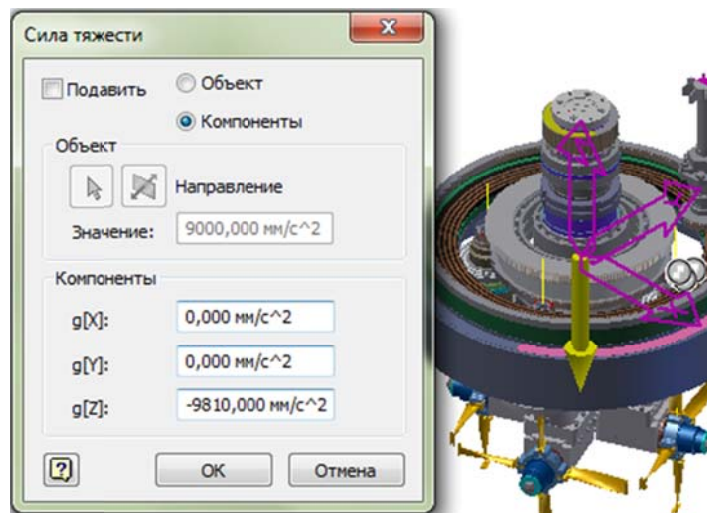 Сила тяжести
Подавить
Объект
Компоненты
Объект
Направление
Значение: 9000,000 мм/с^2
Компоненты
g[X]: 0,000 мм/с^2
g[Y]: 0,000 мм/с^2
g[Z]: -9810,000 мм/с^2
OK Отмена